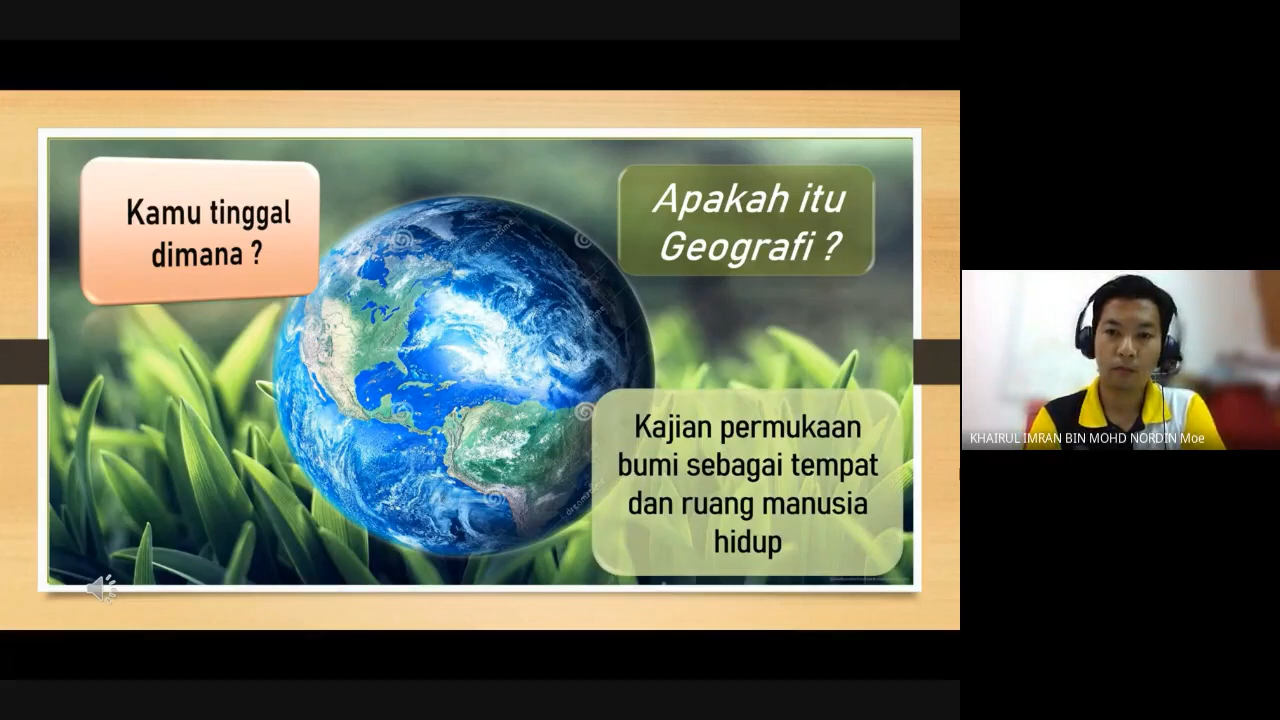 Kamu tinggal
dimana ?
Apakah itu
Geografi ?
Kajian permukaan
bumi sebagai tempat
dan ruang manusia
hidup
KHAIRUL IMRAN BIN MOHD NORDIN Moe